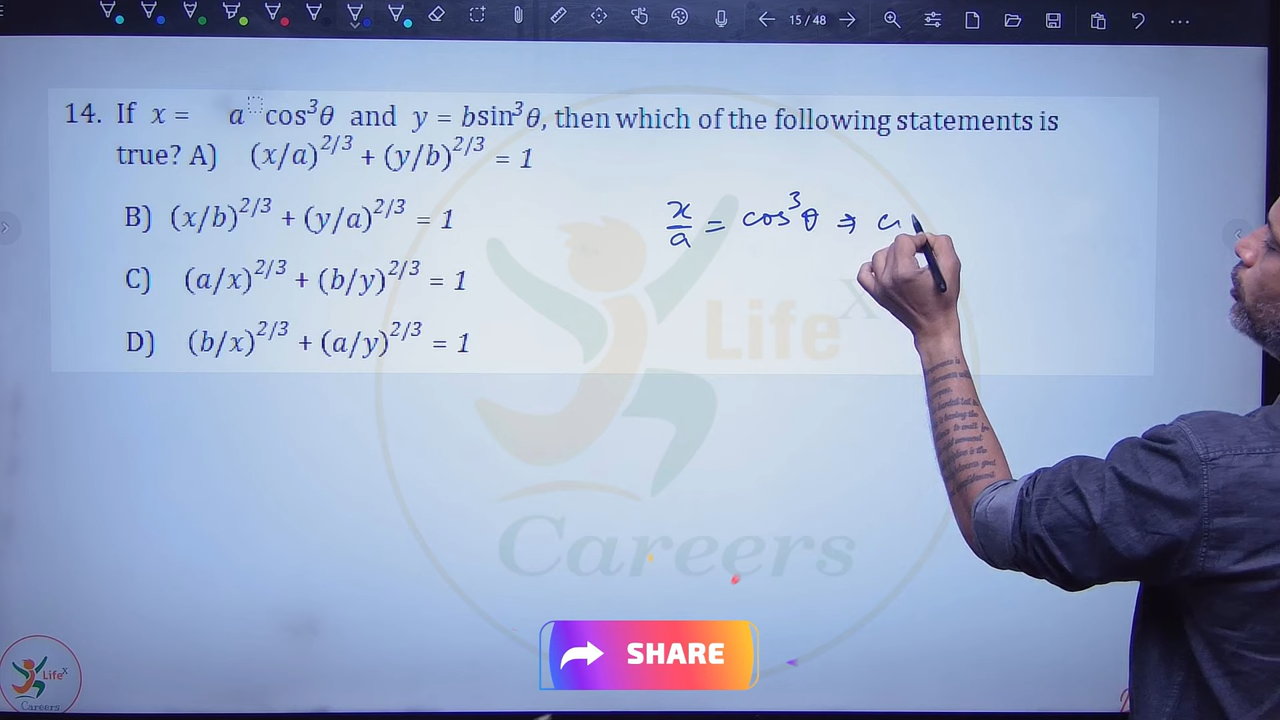 15 / 48
14. If x = a cos³θ and y = bsin³θ, then which of the following statements is
true? A) (x/a)^2/3 + (y/b)^2/3 = 1
B) (x/b)^2/3 + (y/a)^2/3 = 1
C) (a/x)^2/3 + (b/y)^2/3 = 1
D) (b/x)^2/3 + (a/y)^2/3 = 1
x/a = cos³θ ⇒
Life X
Careers
SHARE
Life X
Careers